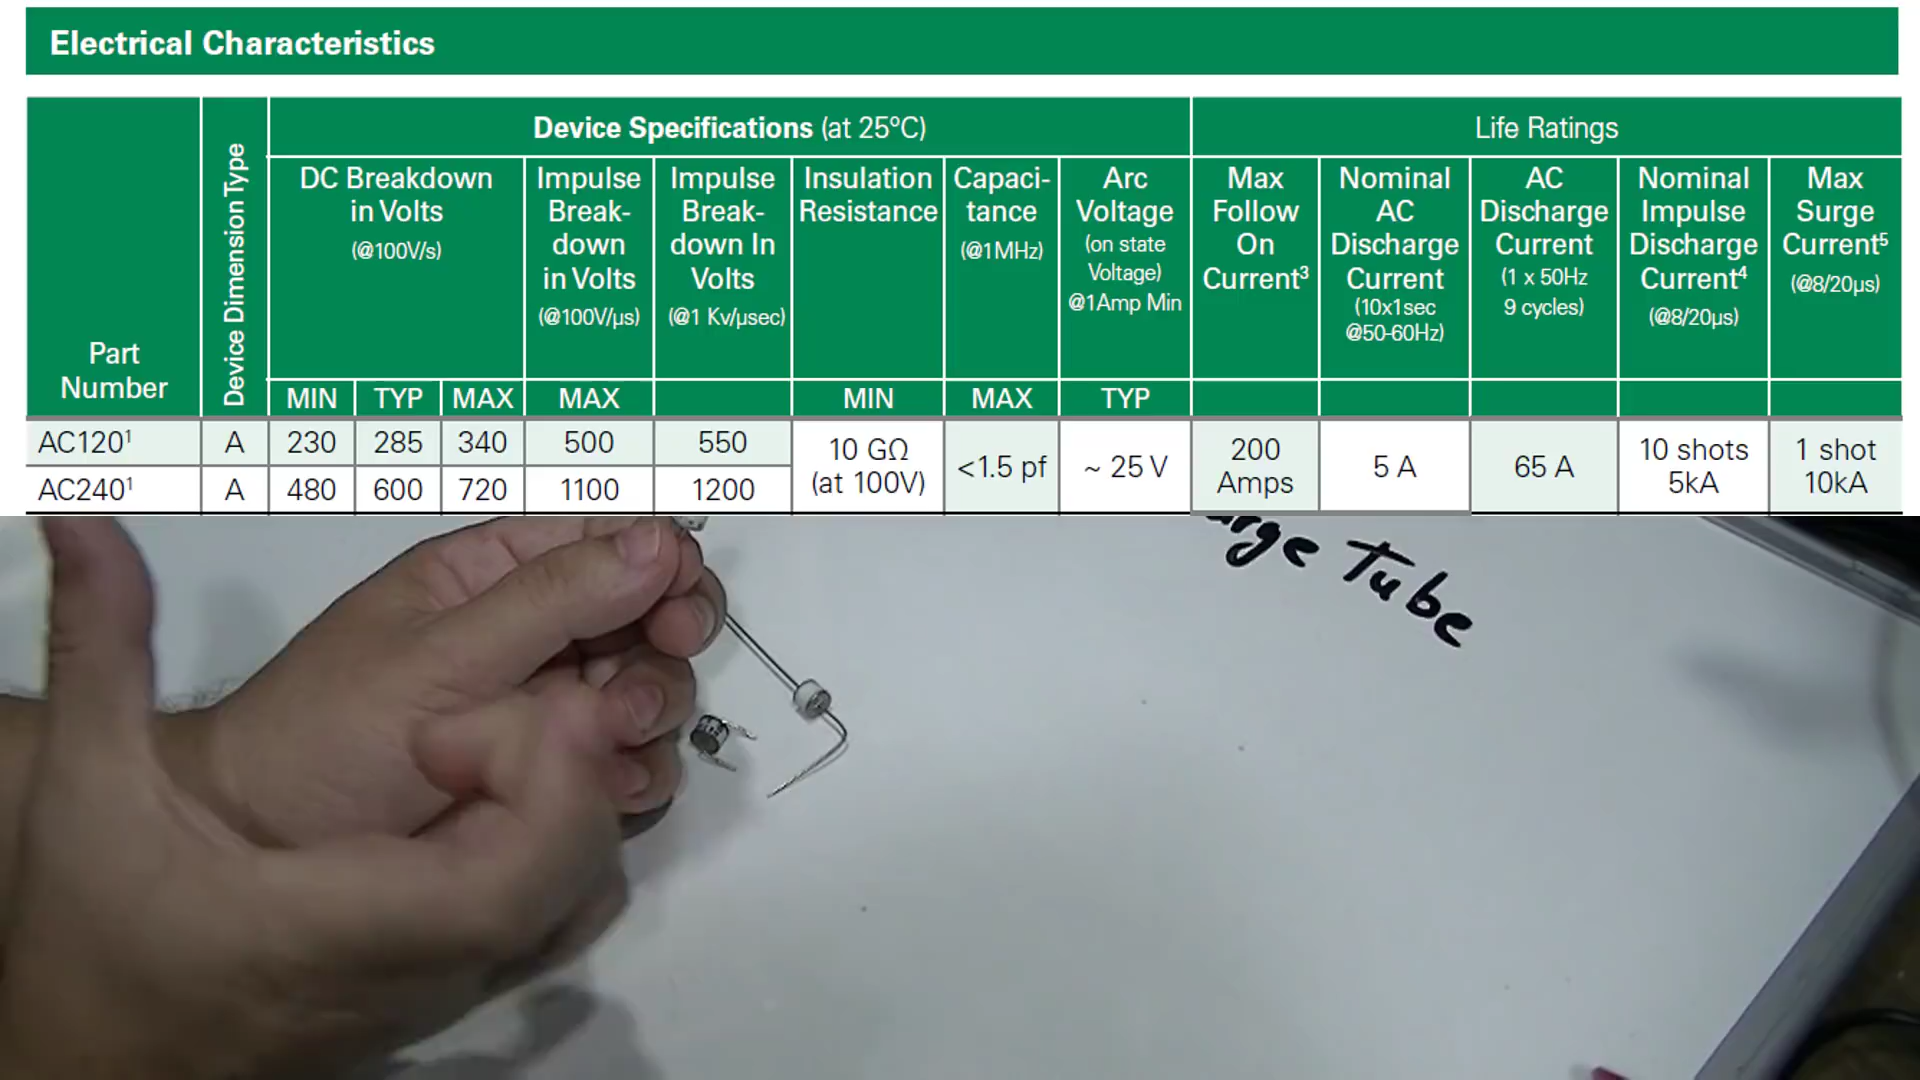 Electrical Characteristics
Device Specifications (at 25°C)
Life Ratings
Part
Number
Device Dimension Type
DC Breakdown
in Volts
(@100V/s)
Impulse
Break-
down
in Volts
(@100V/µs)
Impulse
Break-
down In
Volts
(@1 Kv/µsec)
Insulation
Resistance
Capaci-
tance
(@1MHz)
Arc
Voltage
(on state
Voltage)
@1Amp Min
Max
Follow
On
Current³
Nominal
AC
Discharge
Current
(10x1sec
@50-60Hz)
AC
Discharge
Current
(1 x 50Hz
9 cycles)
Nominal
Impulse
Discharge
Current⁴
(@8/20µs)
Max
Surge
Current⁵
(@8/20µs)
MIN TYP MAX MAX MIN MAX TYP
AC120¹ A 230 285 340 500 550
AC240¹ A 480 600 720 1100 1200
10 GΩ
(at 100V)
<1.5 pf
~ 25 V
200
Amps
5 A
65 A
10 shots
5kA
1 shot
10kA
Tube